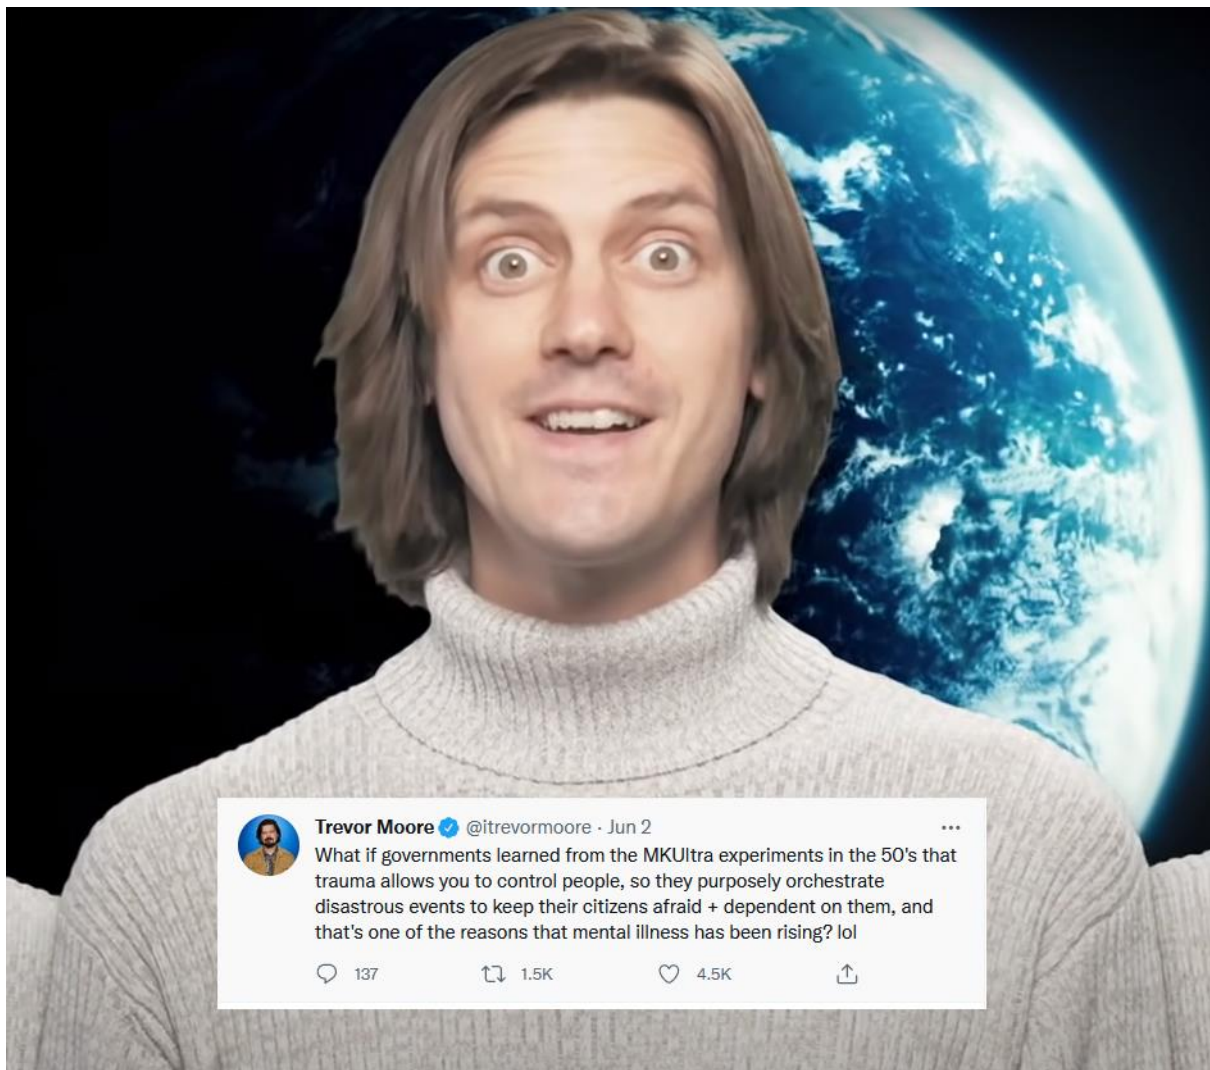 Trevor Moore @itrevormoore · Jun 2
What if governments learned from the MKUltra experiments in the 50's that
trauma allows you to control people, so they purposely orchestrate
disastrous events to keep their citizens afraid + dependent on them, and
that's one of the reasons that mental illness has been rising? lol
137 1.5K 4.5K